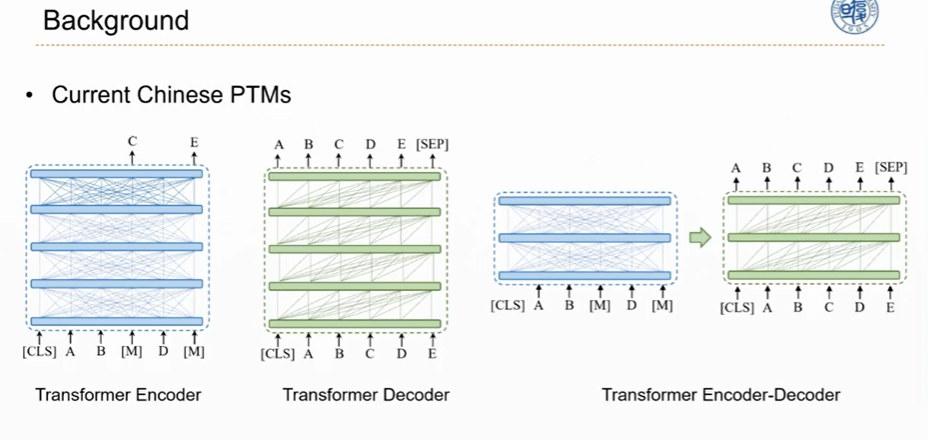 Background
• Current Chinese PTMs
C E
[CLS] A B [M] D [M]
Transformer Encoder
A B C D E [SEP]
[CLS] A B C D E
Transformer Decoder
[CLS] A B [M] D [M]
A B C D E [SEP]
[CLS] A B C D E
Transformer Encoder-Decoder